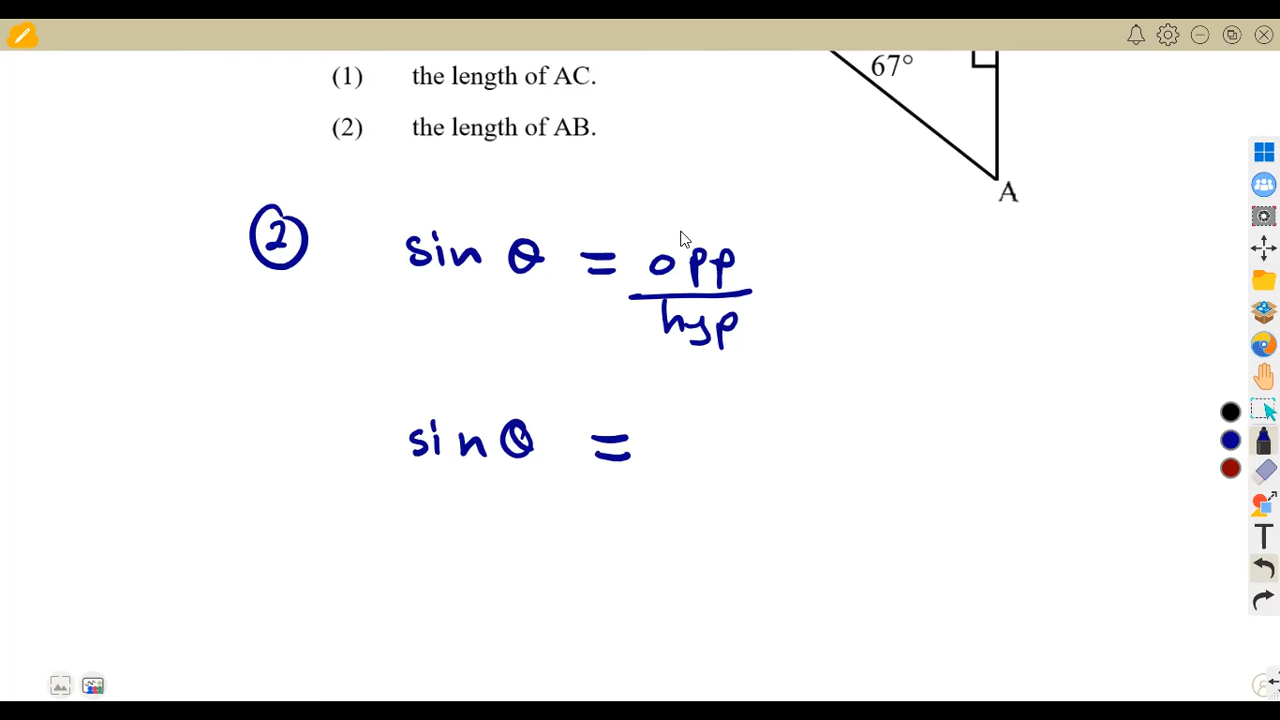 (1) the length of AC.
67°
(2) the length of AB.
A
2 sin θ = opp
hyp
sin θ =
T